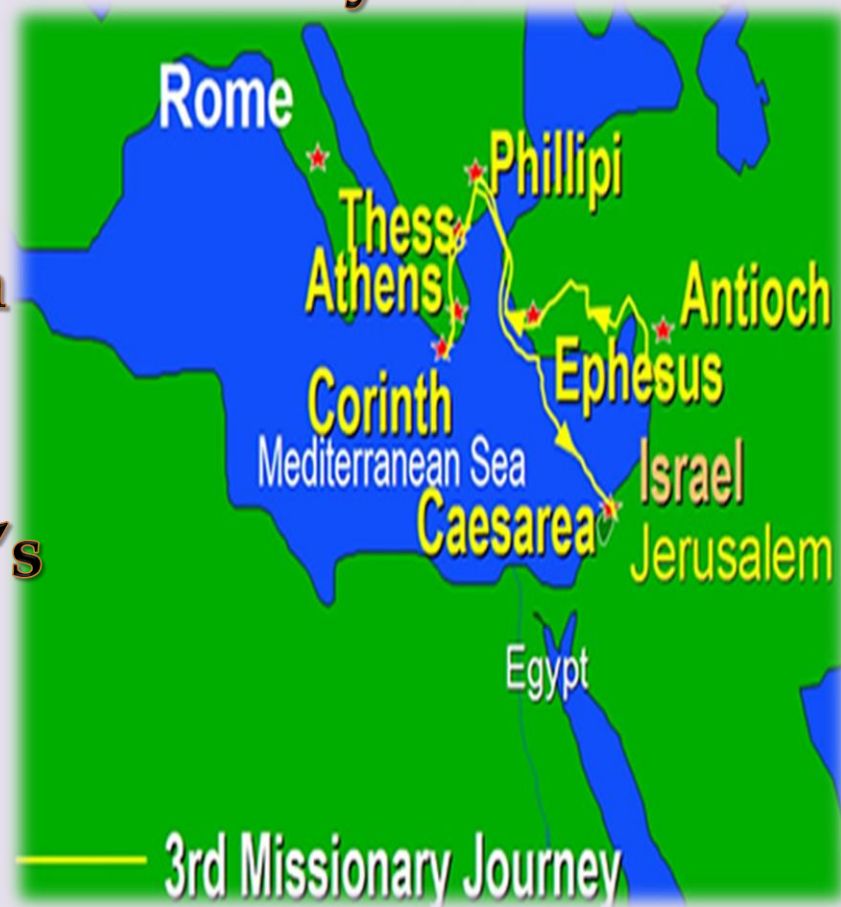 Rome
Phillipi
Thess.
Athens
Antioch
Ephesus
Corinth
Mediterranean Sea
Israel
Caesarea
Jerusalem
Egypt
3rd Missionary Journey